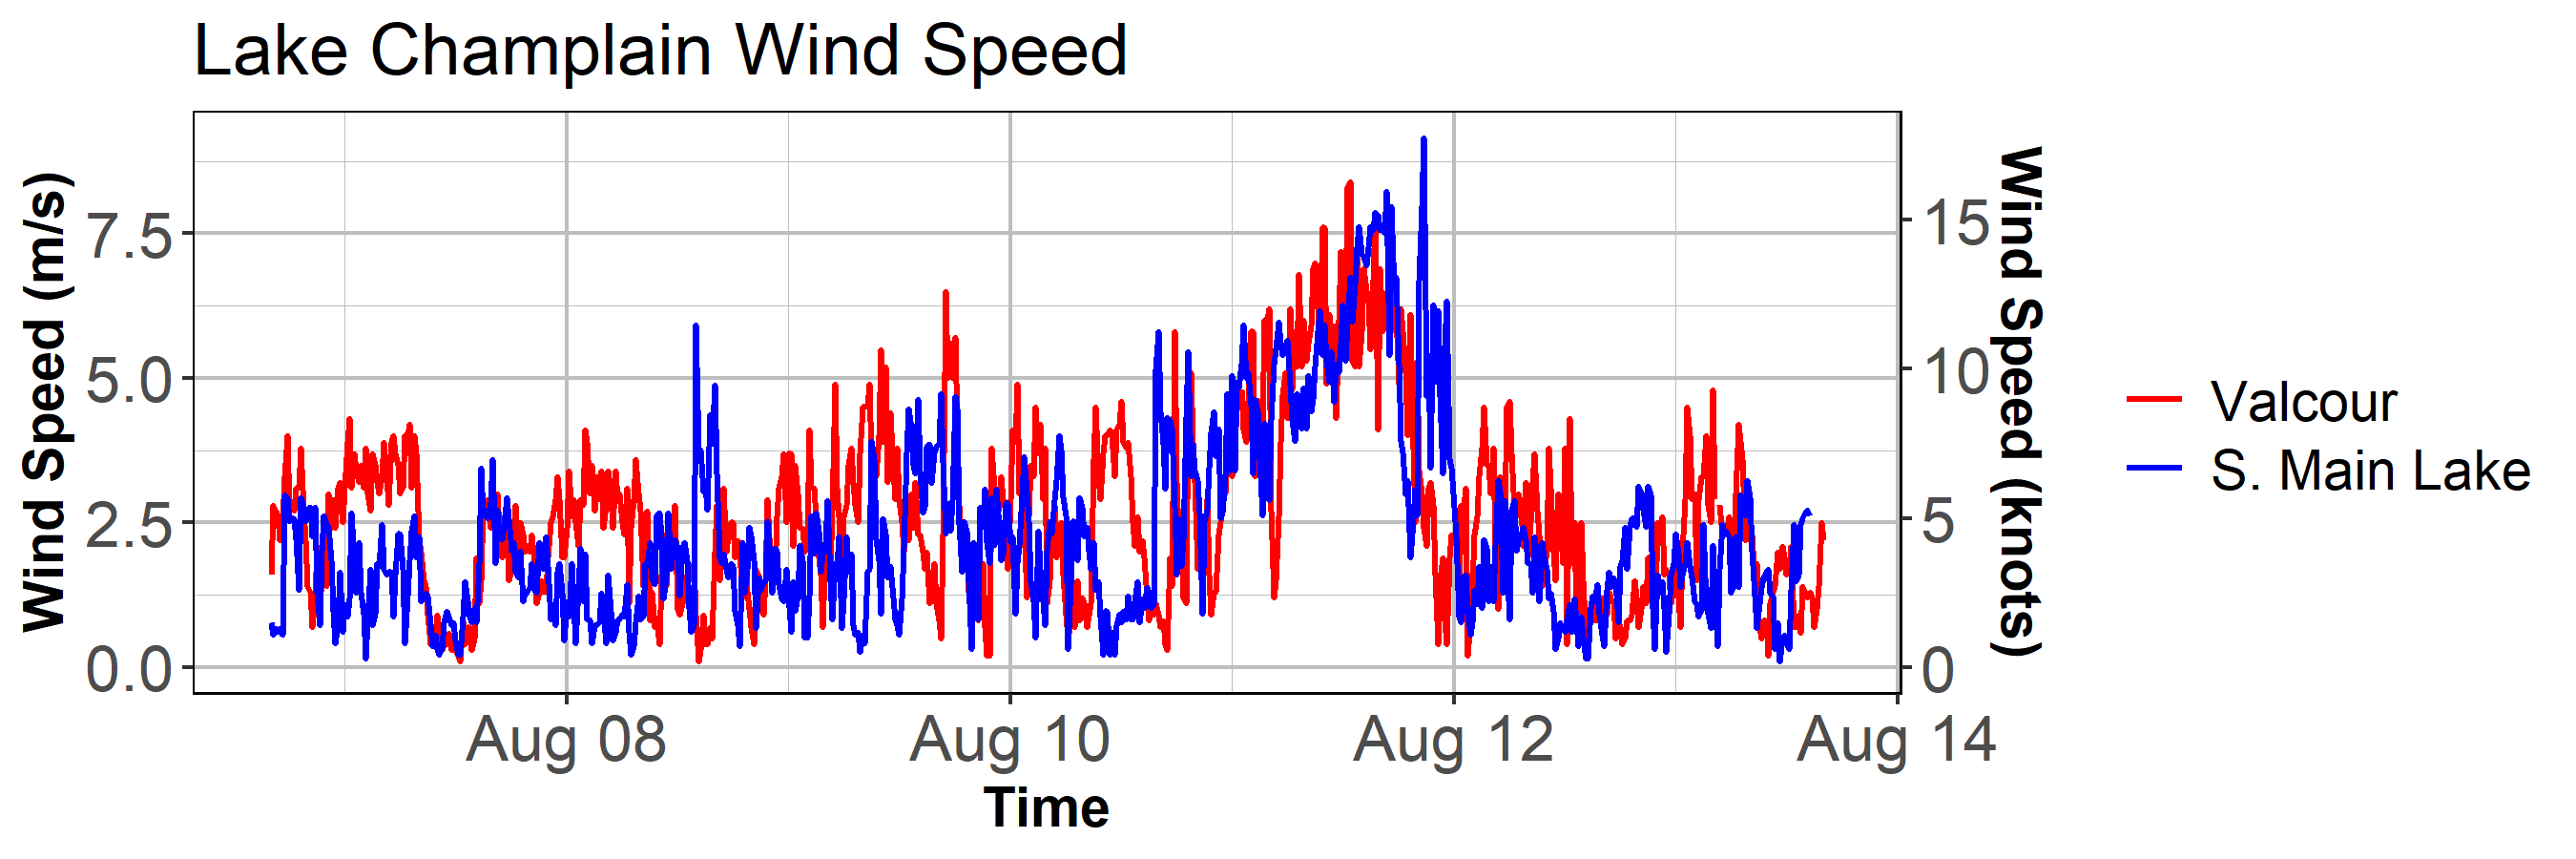 Lake Champlain Wind Speed
Wind Speed (m/s)
7.5
5.0
2.5
0.0
Aug 08
Aug 10
Aug 12
Aug 14
Time
15
10
5
0
Wind Speed (knots)
Valcour
S. Main Lake